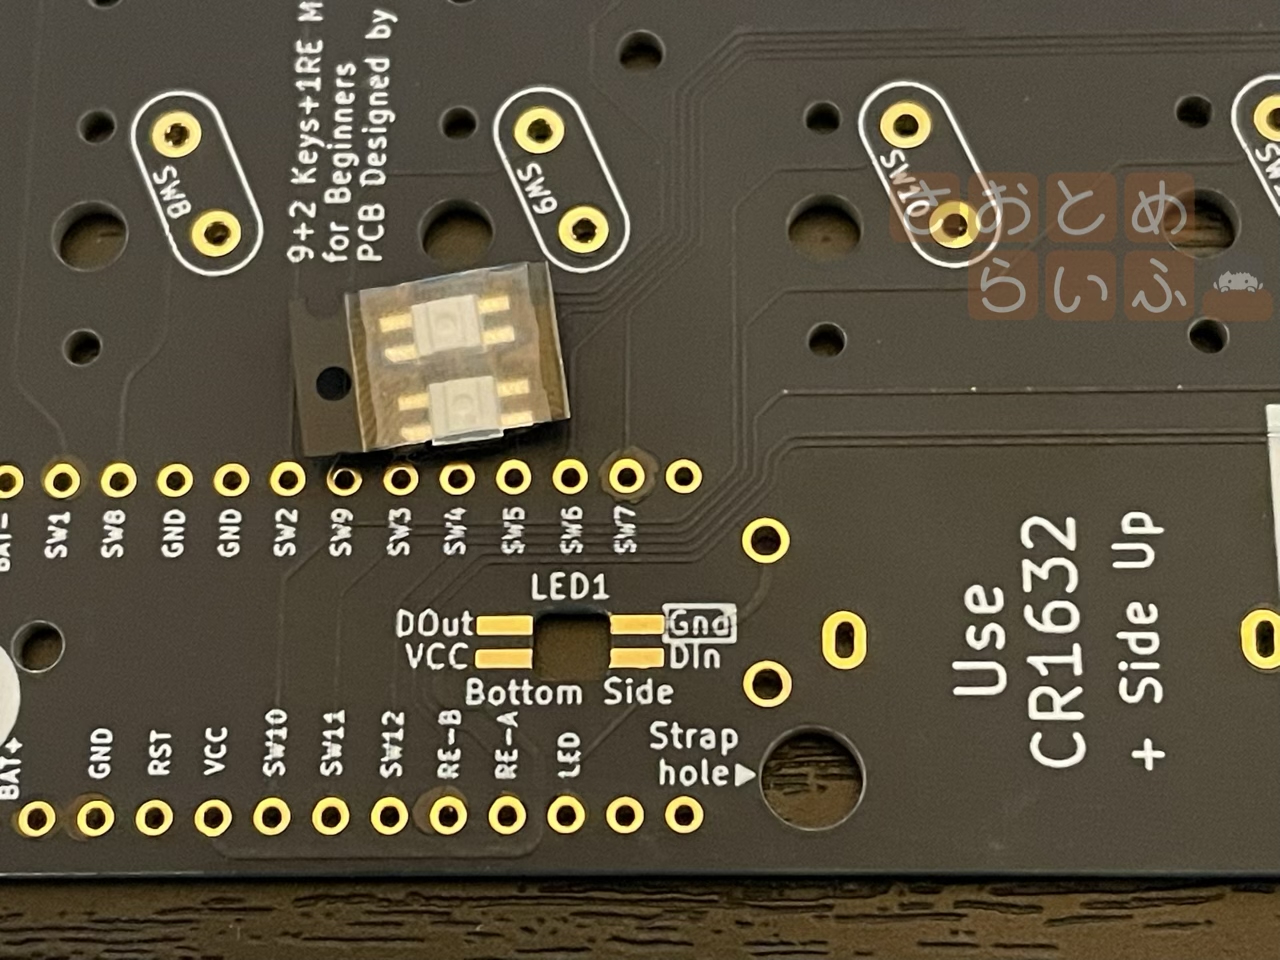 9+2 Keys+1RE M
for Beginners
PCB Designed by
SW8
SW9
SW10
SW
さおとめ
らいふ
BAT-
SW1
SW8
GND
GND
SW2
SW9
SW3
SW4
SW5
SW6
SW7
LED1
DOut
Gnd
VCC
DIn
Bottom Side
BAT+
GND
RST
VCC
SW10
SW11
SW12
RE-B
RE-A
LED
Strap
hole▶
Use
CR1632
+ Side Up